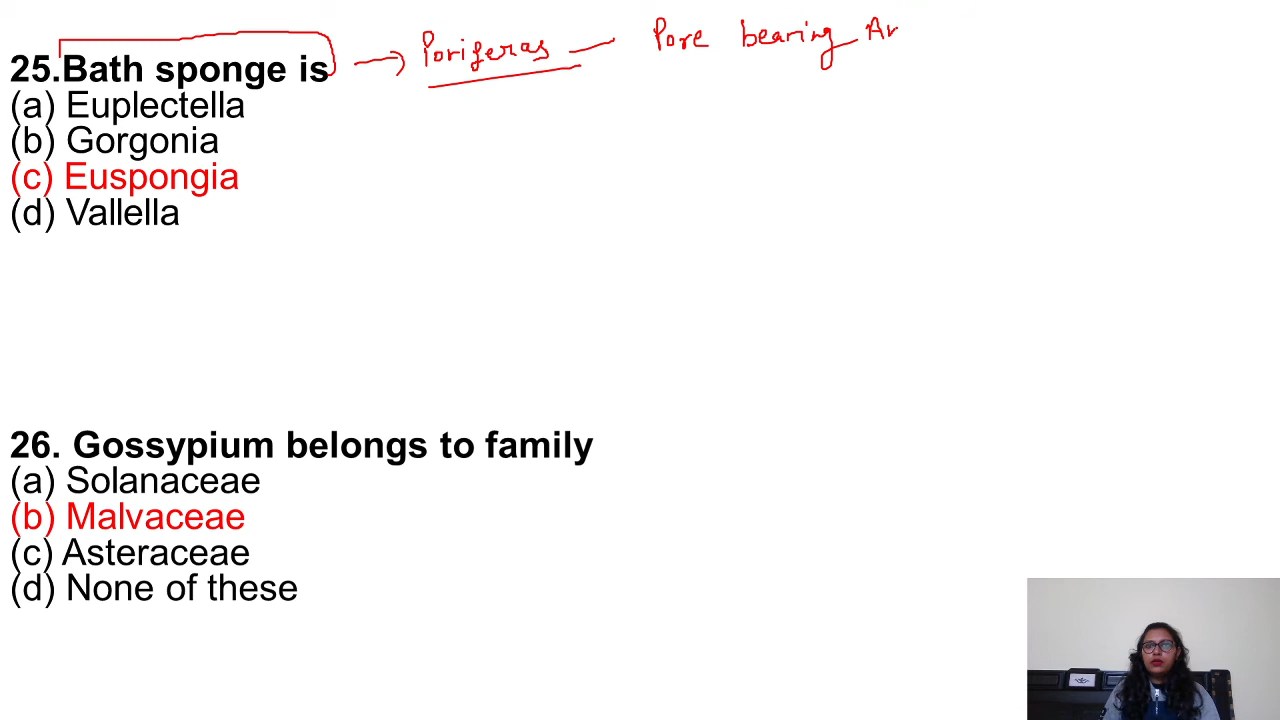 25.Bath sponge is → Poriferas — Pore bearing An
(a) Euplectella
(b) Gorgonia
(c) Euspongia
(d) Vallella
26. Gossypium belongs to family
(a) Solanaceae
(b) Malvaceae
(c) Asteraceae
(d) None of these